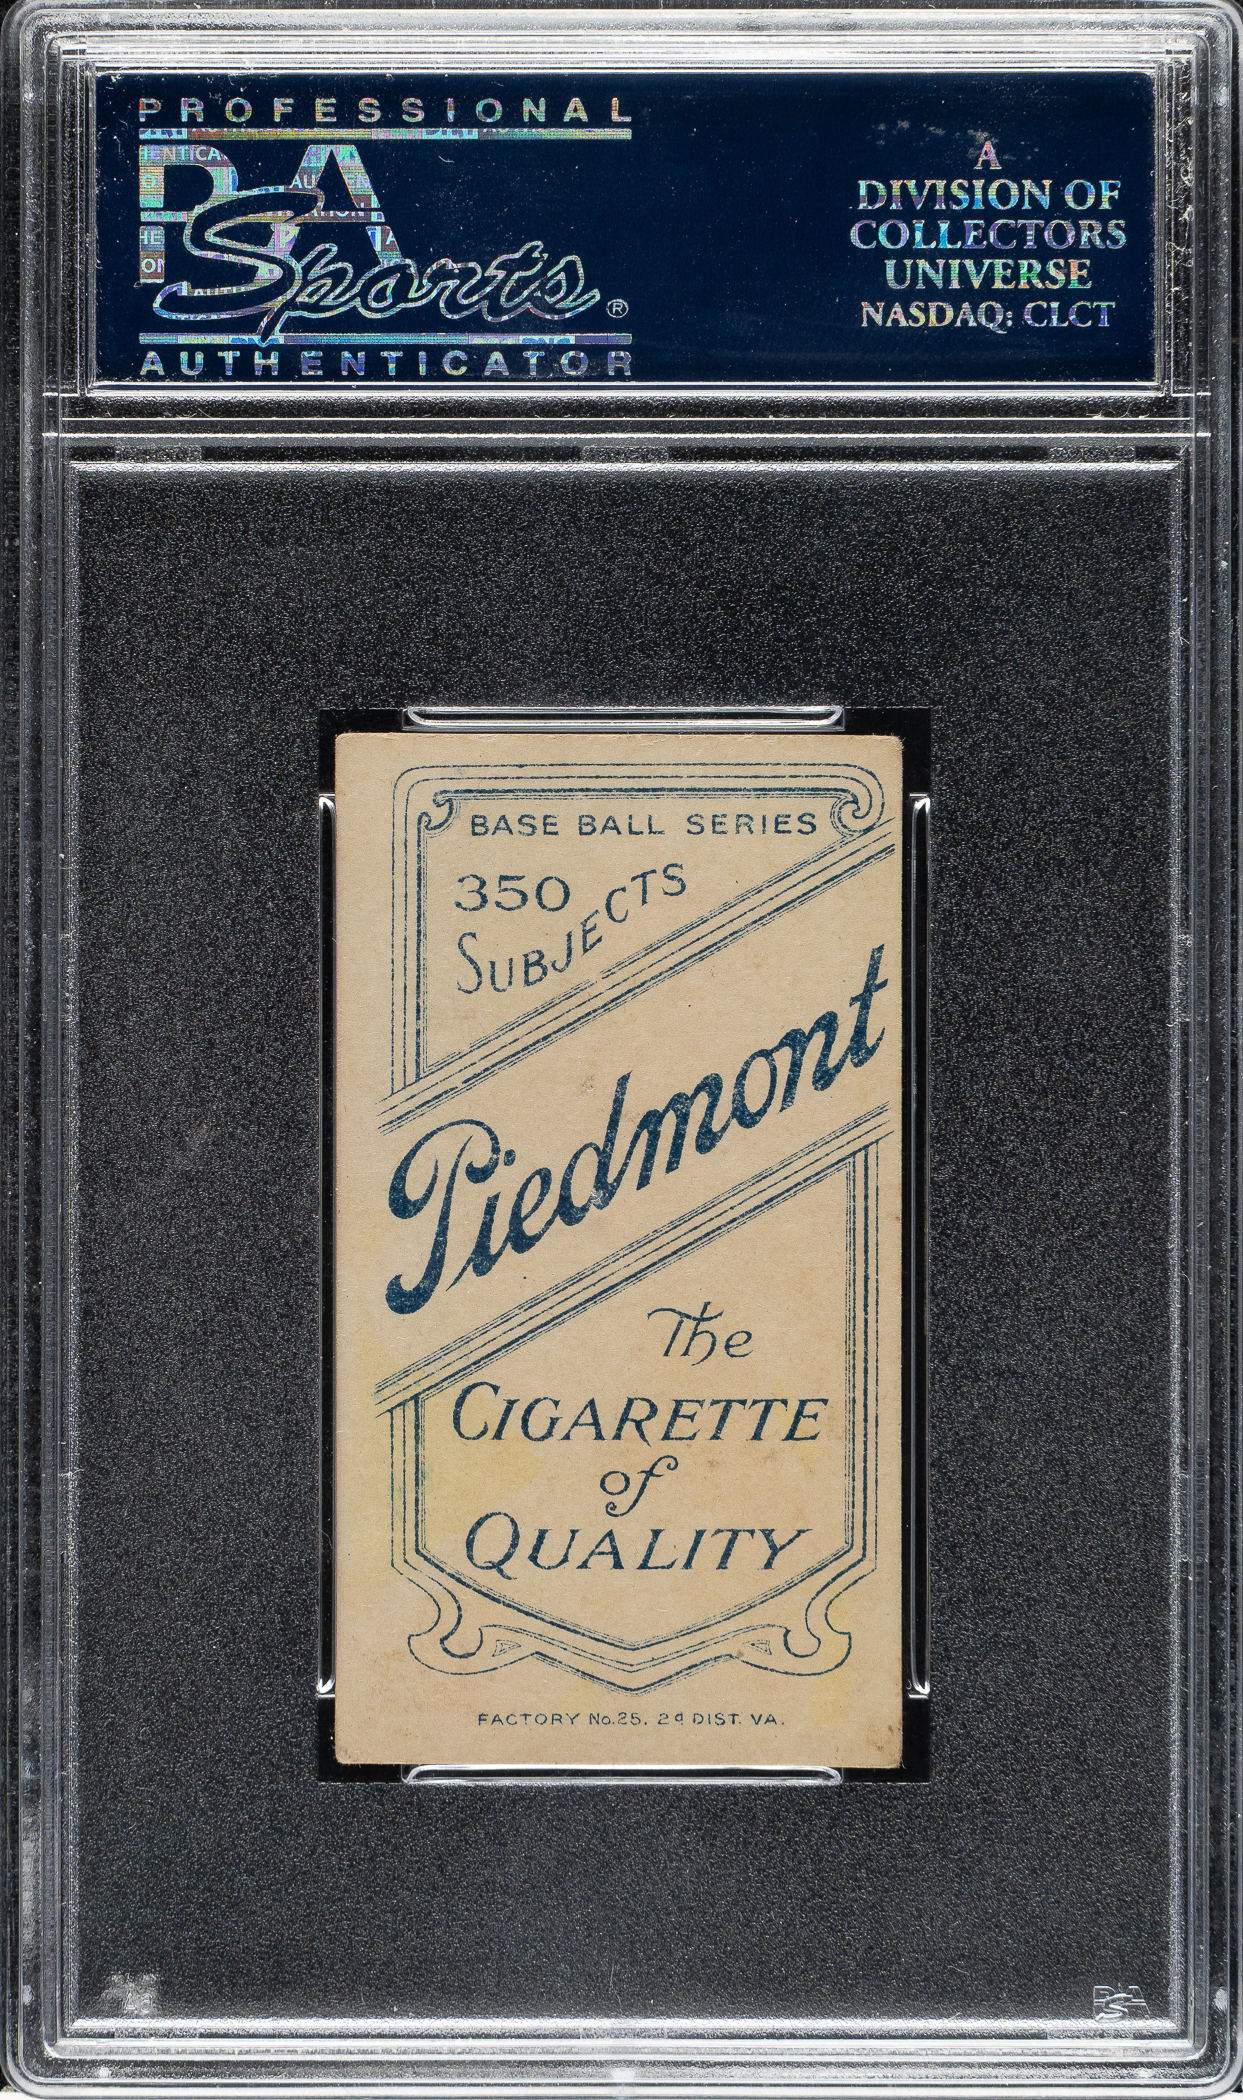 PROFESSIONAL
PSA
Sports®
AUTHENTICATOR
A
DIVISION OF
COLLECTORS
UNIVERSE
NASDAQ: CLCT
BASE BALL SERIES
350
SUBJECTS
Piedmont
The
CIGARETTE
of
QUALITY
FACTORY No.25, 2d DIST. VA.
PSA